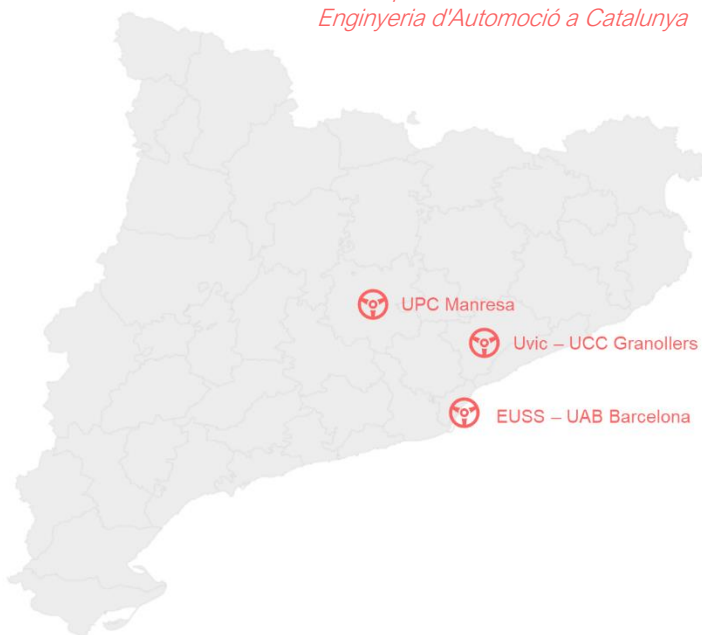 Enginyeria d'Automoció a Catalunya
UPC Manresa
Uvic – UCC Granollers
EUSS – UAB Barcelona